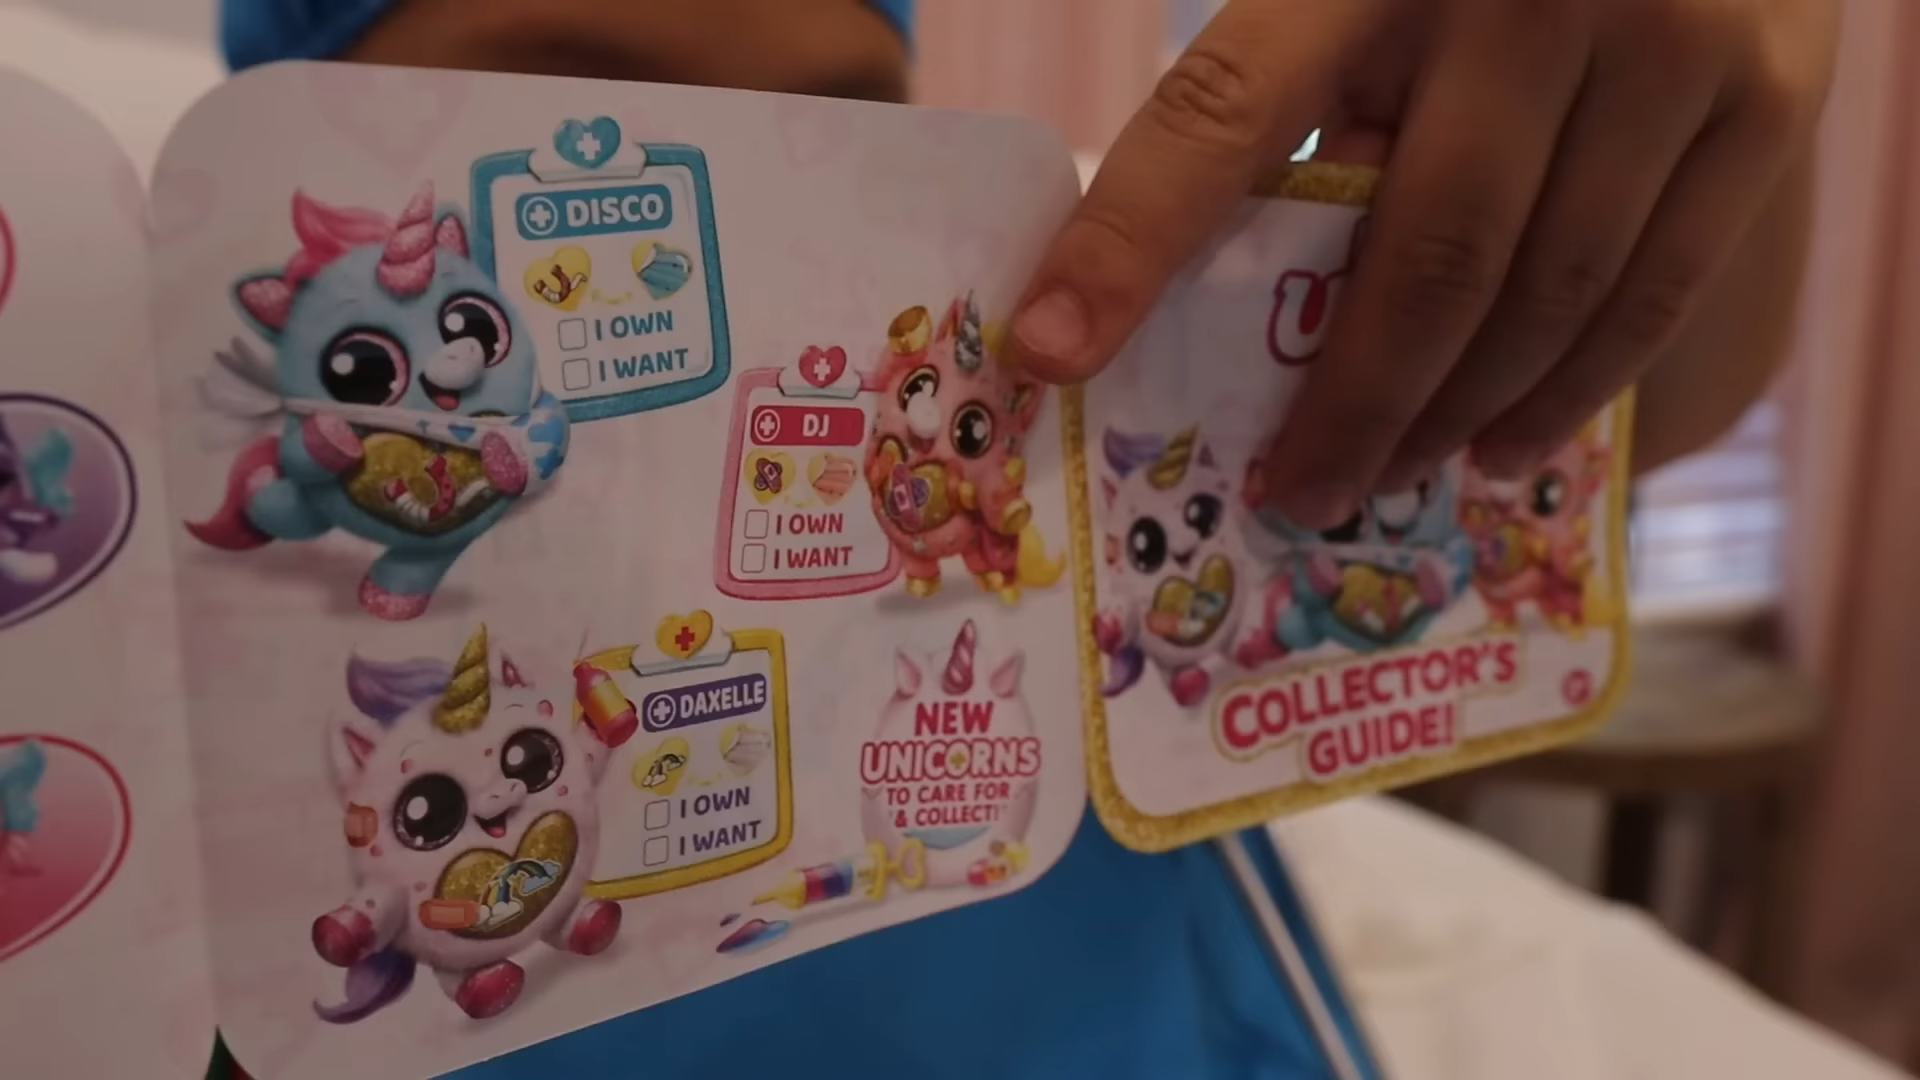 DISCO
I OWN
I WANT
DJ
I OWN
I WANT
DAXELLE
I OWN
I WANT
NEW
UNICORNS
TO CARE FOR
& COLLECT!
COLLECTOR'S
GUIDE!